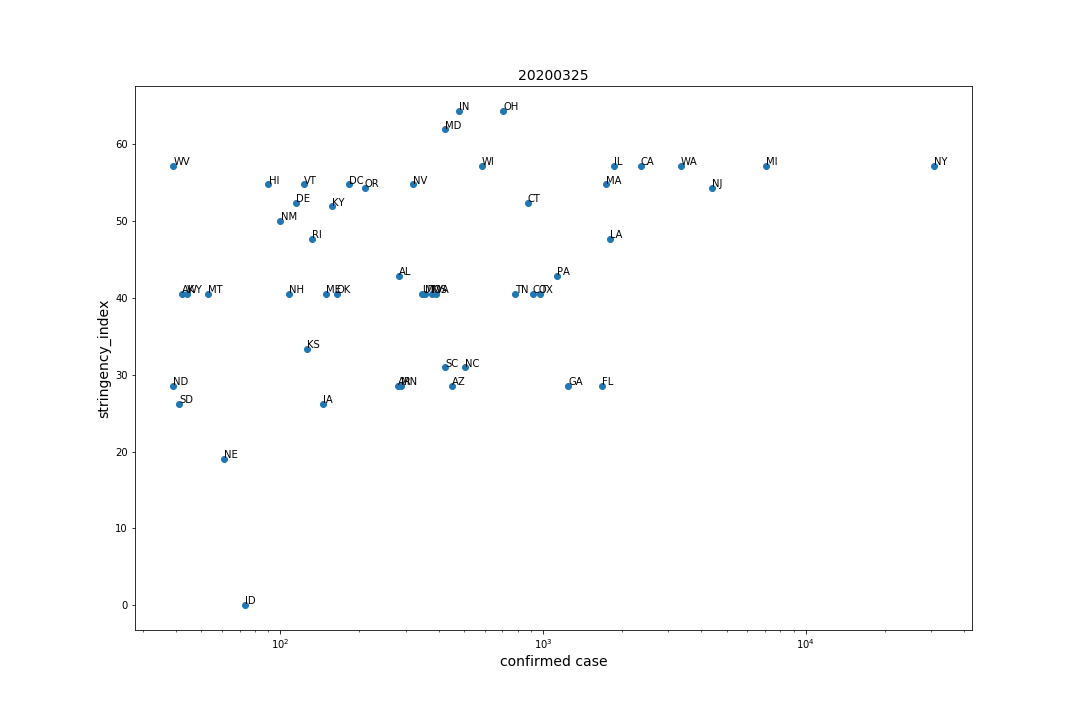 20200325
stringency_index
60
50
40
30
20
10
0
IN
OH
MD
WV
WI
IL
CA
WA
MI
NY
HI
VT
DC
OR
NV
MA
NJ
DE
KY
CT
NM
RI
LA
AL
PA
MT
NH
ME
OK
TN
KS
SC
NC
ND
AZ
GA
FL
SD
IA
NE
ID
10²
10³
10⁴
confirmed case